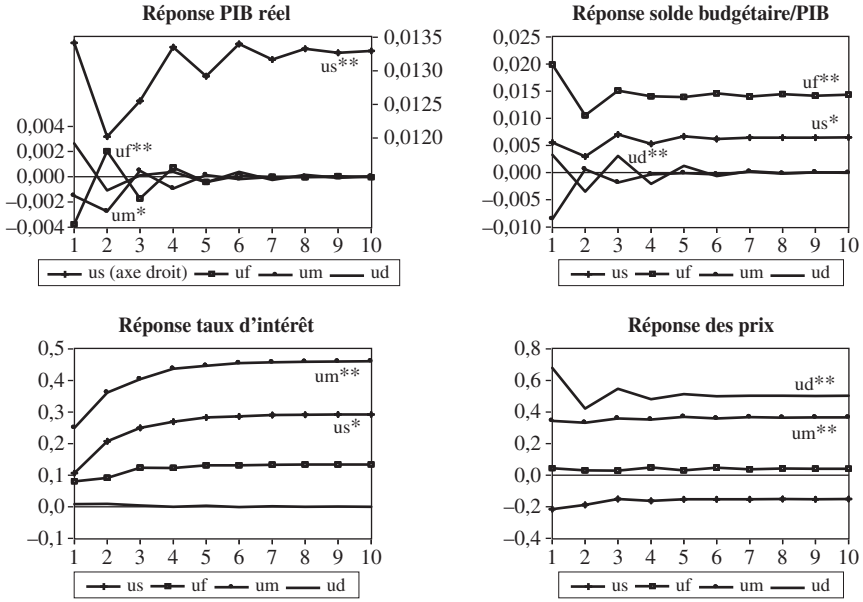 Réponse PIB réel
0,0135
0,0130
0,0125
0,0120
0,004
0,002
0,000
–0,002
–0,004
us**
uf**
um*
1 2 3 4 5 6 7 8 9 10
us (axe droit) uf um ud
Réponse solde budgétaire/PIB
0,025
0,020
0,015
0,010
0,005
0,000
–0,005
–0,010
uf**
us*
ud**
1 2 3 4 5 6 7 8 9 10
us uf um ud
Réponse taux d'intérêt
0,5
0,4
0,3
0,2
0,1
0,0
–0,1
um**
us*
1 2 3 4 5 6 7 8 9 10
us uf um ud
Réponse des prix
0,8
0,6
0,4
0,2
0,0
–0,2
–0,4
ud**
um**
1 2 3 4 5 6 7 8 9 10
us uf um ud